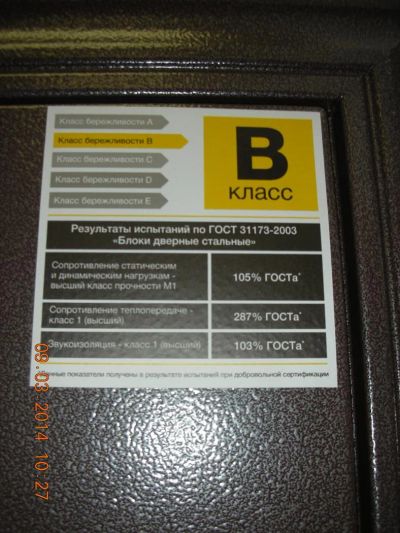 Класс бережливости A
Класс бережливости B
Класс бережливости C
Класс бережливости D
Класс бережливости E
B
КЛАСС
Результаты испытаний по ГОСТ 31173-2003
«Блоки дверные стальные»
Сопротивление статическим
и динамическим нагрузкам -
высший класс прочности М1
105% ГОСТа*
Сопротивление теплопередаче -
класс 1 (высший)
287% ГОСТа*
Звукоизоляция - класс 1 (высший)
103% ГОСТа*
показатели получены в результате испытаний при добровольной сертификации
09.03.2014 10:27